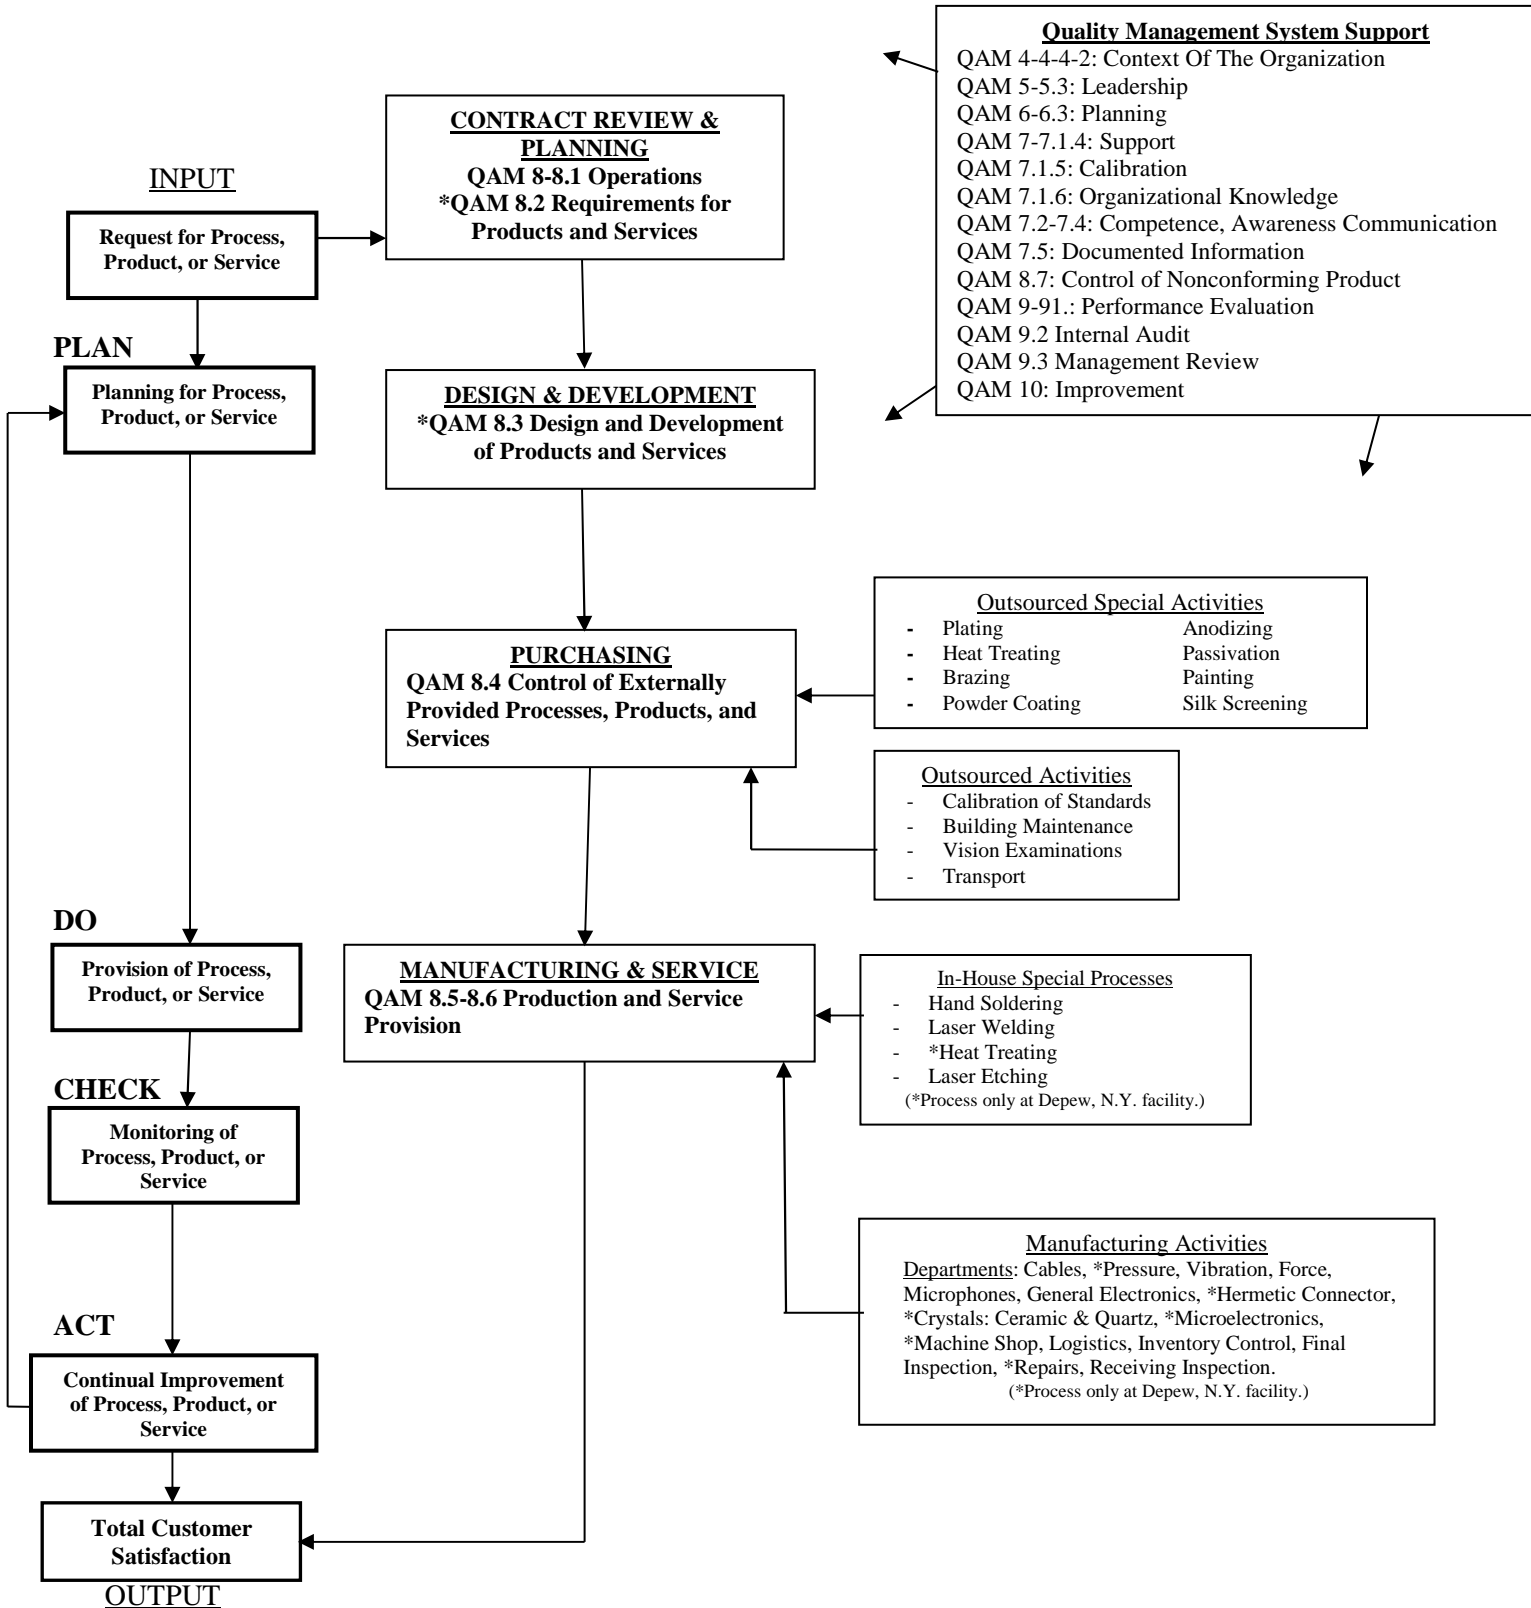 INPUT
Request for Process,
Product, or Service
PLAN
Planning for Process,
Product, or Service
DO
Provision of Process,
Product, or Service
CHECK
Monitoring of
Process, Product, or
Service
ACT
Continual Improvement
of Process, Product, or
Service
Total Customer
Satisfaction
OUTPUT
CONTRACT REVIEW &
PLANNING
QAM 8-8.1 Operations
*QAM 8.2 Requirements for
Products and Services
DESIGN & DEVELOPMENT
*QAM 8.3 Design and Development
of Products and Services
PURCHASING
QAM 8.4 Control of Externally
Provided Processes, Products, and
Services
MANUFACTURING & SERVICE
QAM 8.5-8.6 Production and Service
Provision
Quality Management System Support
QAM 4-4-4-2: Context Of The Organization
QAM 5-5.3: Leadership
QAM 6-6.3: Planning
QAM 7-7.1.4: Support
QAM 7.1.5: Calibration
QAM 7.1.6: Organizational Knowledge
QAM 7.2-7.4: Competence, Awareness Communication
QAM 7.5: Documented Information
QAM 8.7: Control of Nonconforming Product
QAM 9-91.: Performance Evaluation
QAM 9.2 Internal Audit
QAM 9.3 Management Review
QAM 10: Improvement
Outsourced Special Activities
- Plating Anodizing
- Heat Treating Passivation
- Brazing Painting
- Powder Coating Silk Screening
Outsourced Activities
- Calibration of Standards
- Building Maintenance
- Vision Examinations
- Transport
In-House Special Processes
- Hand Soldering
- Laser Welding
- *Heat Treating
- Laser Etching
(*Process only at Depew, N.Y. facility.)
Manufacturing Activities
Departments: Cables, *Pressure, Vibration, Force,
Microphones, General Electronics, *Hermetic Connector,
*Crystals: Ceramic & Quartz, *Microelectronics,
*Machine Shop, Logistics, Inventory Control, Final
Inspection, *Repairs, Receiving Inspection.
(*Process only at Depew, N.Y. facility.)